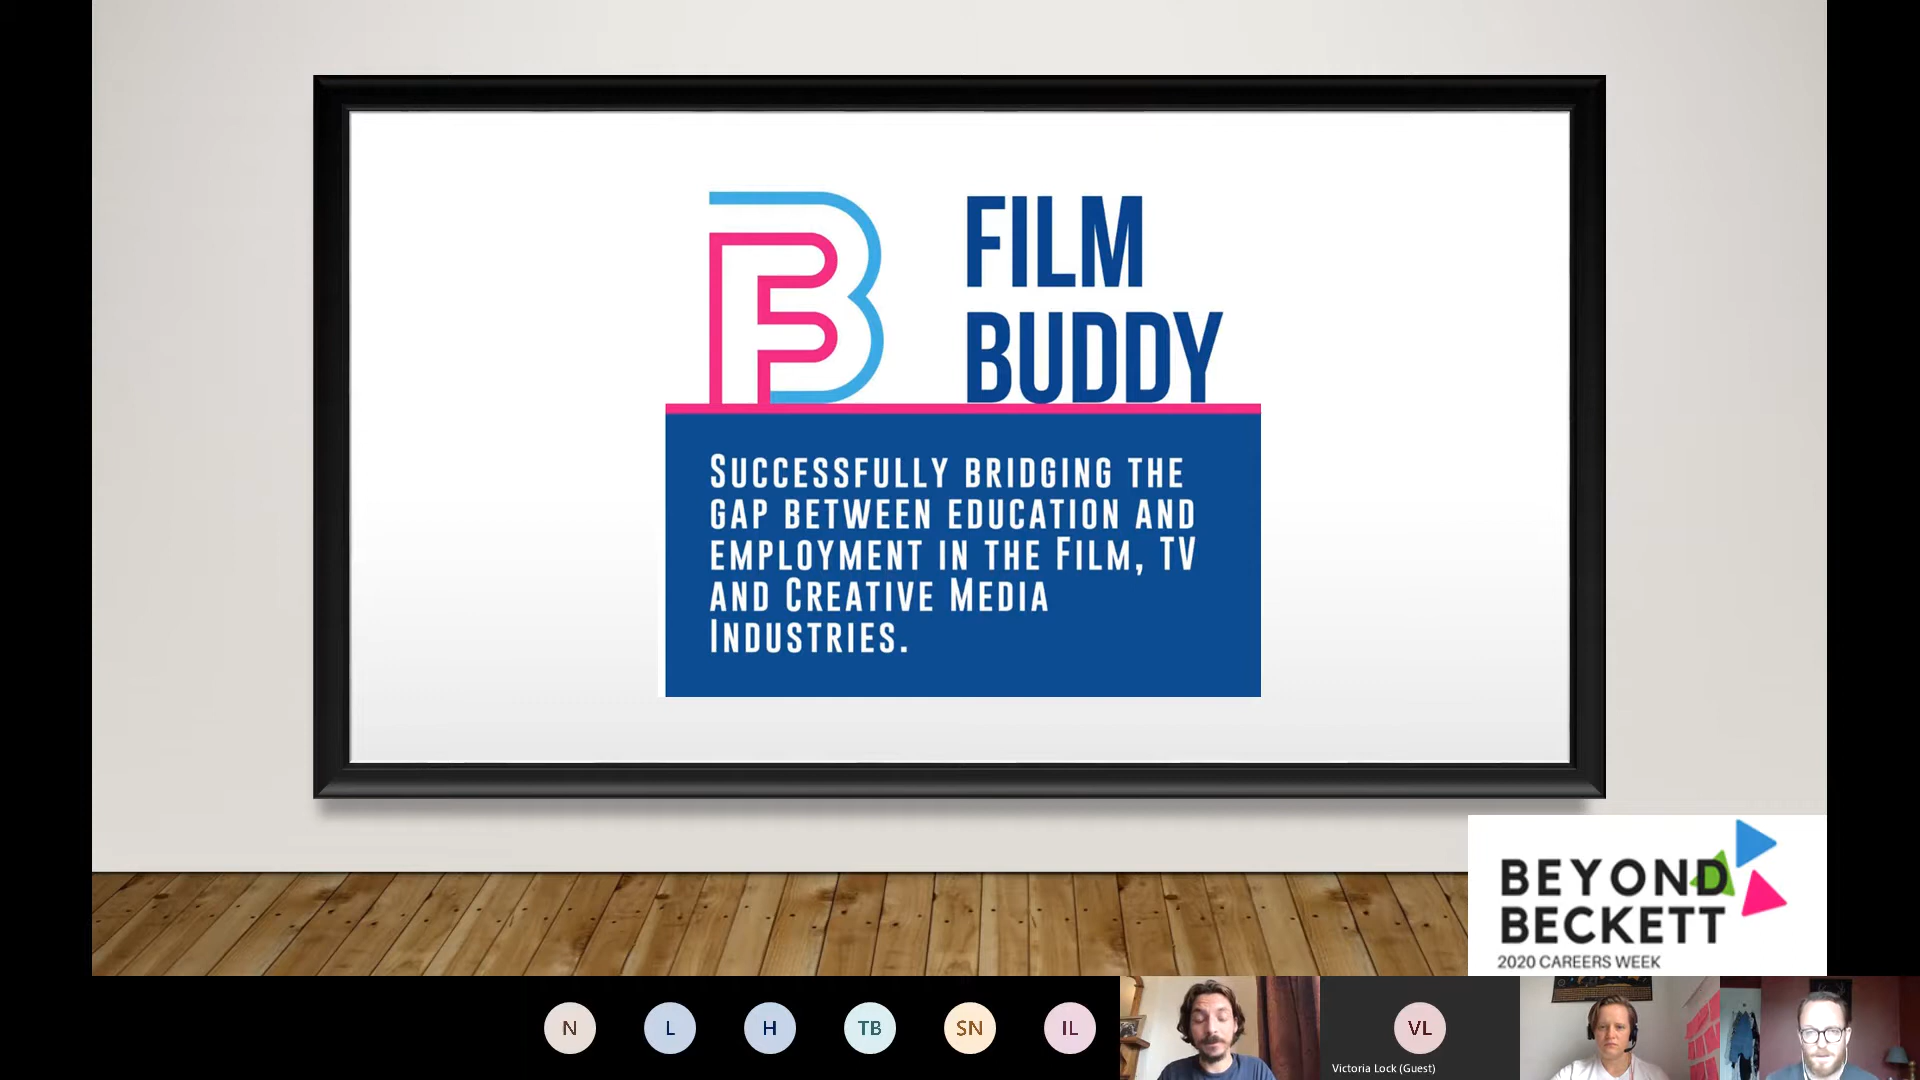 FILM
BUDDY
SUCCESSFULLY BRIDGING THE
GAP BETWEEN EDUCATION AND
EMPLOYMENT IN THE FILM, TV
AND CREATIVE MEDIA
INDUSTRIES.
BEYOND
BECKETT
2020 CAREERS WEEK
N
L
H
TB
SN
IL
VL
Victoria Lock (Guest)